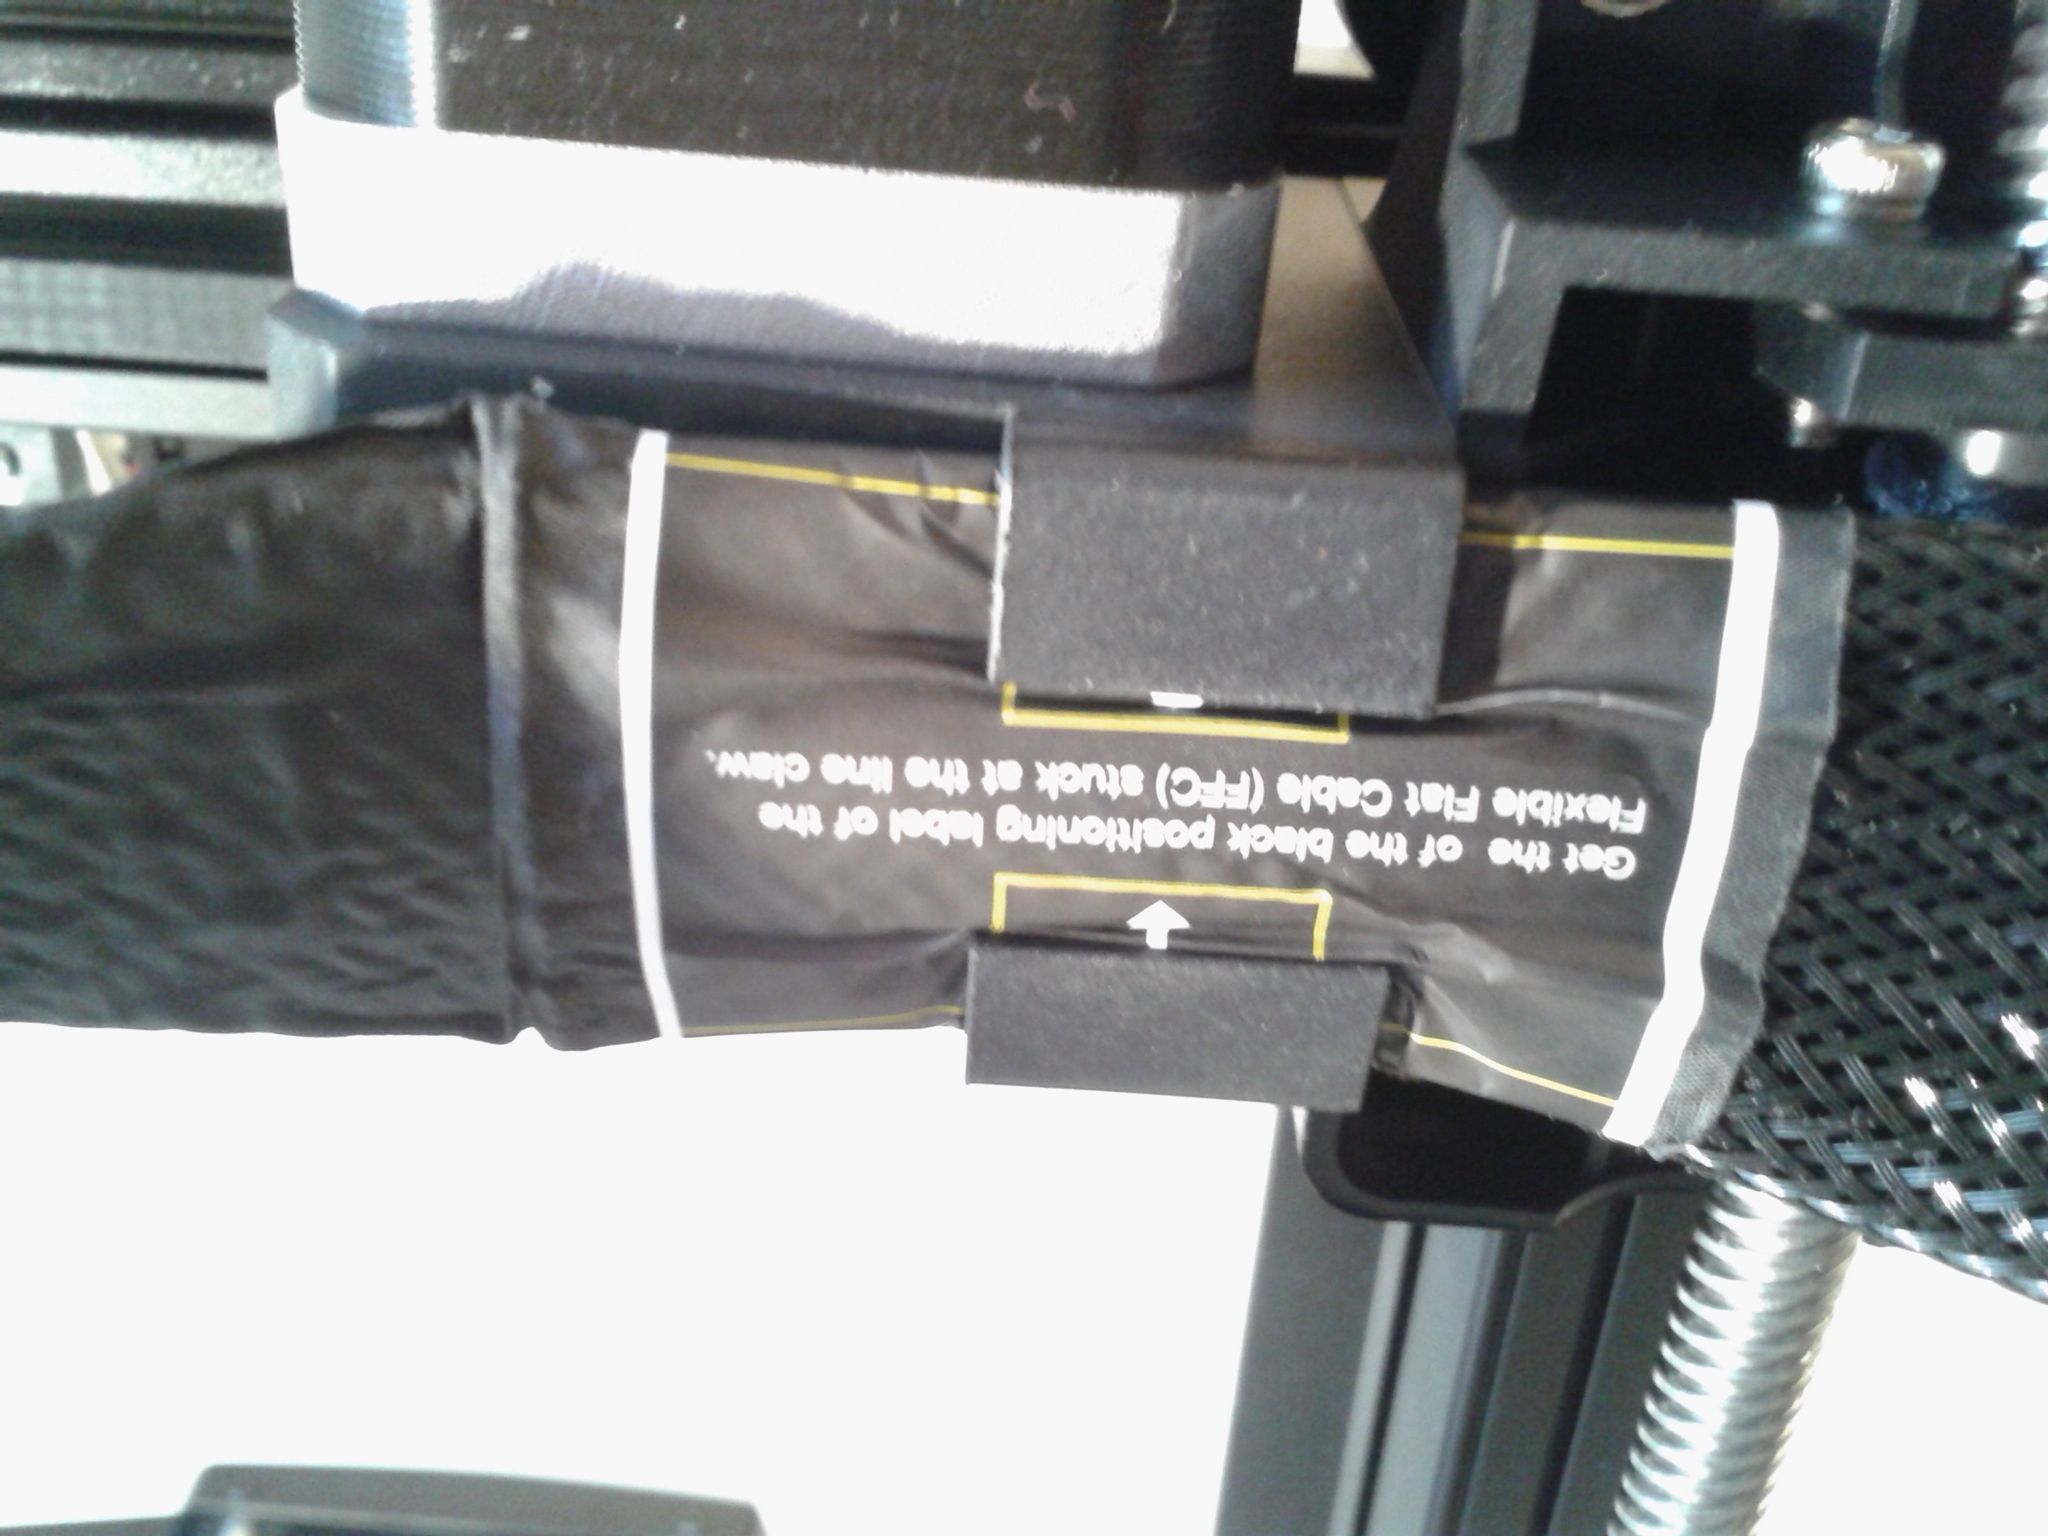 Get the  of the black positioning label of the
Flexible Flat Cable (FFC) stuck at the line claw.